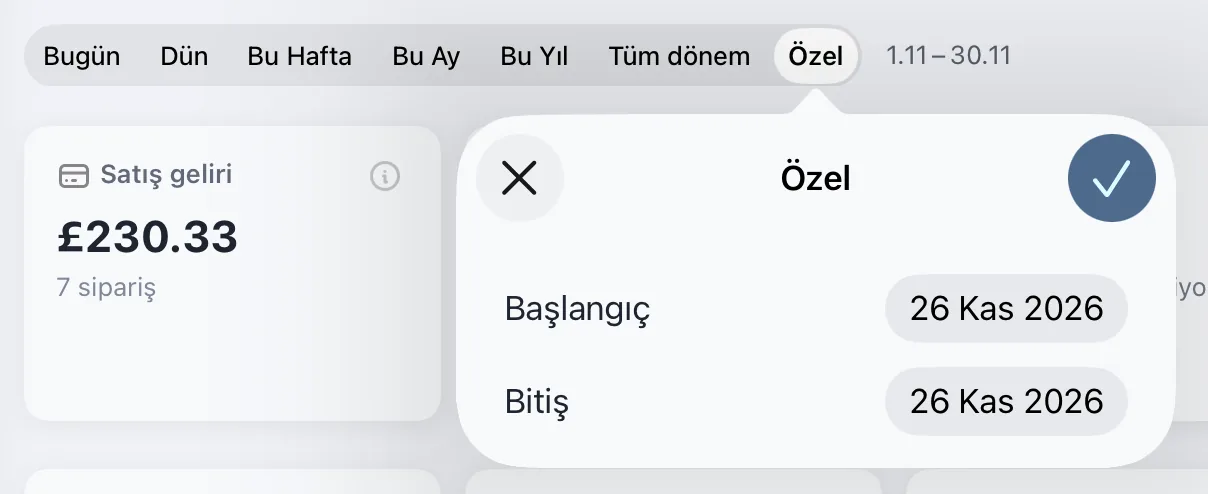 Bugün Dün Bu Hafta Bu Ay Bu Yıl Tüm dönem Özel 1.11 – 30.11
Satış geliri
£230.33
7 sipariş
Özel
Başlangıç 26 Kas 2026
Bitiş 26 Kas 2026